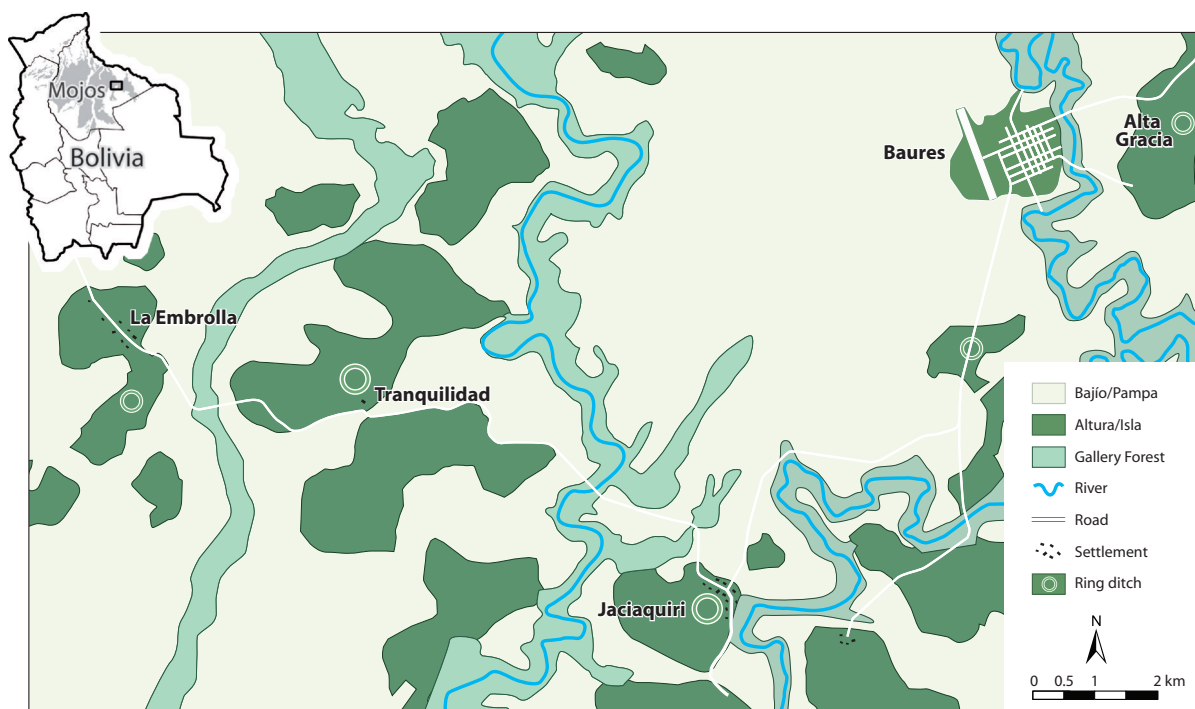 Mojos
Bolivia
Baures
Alta
Gracia
La Embrolla
Tranquilidad
Jaciaquiri
Bajío/Pampa
Altura/Isla
Gallery Forest
River
Road
Settlement
Ring ditch
N
0 0.5 1 2 km